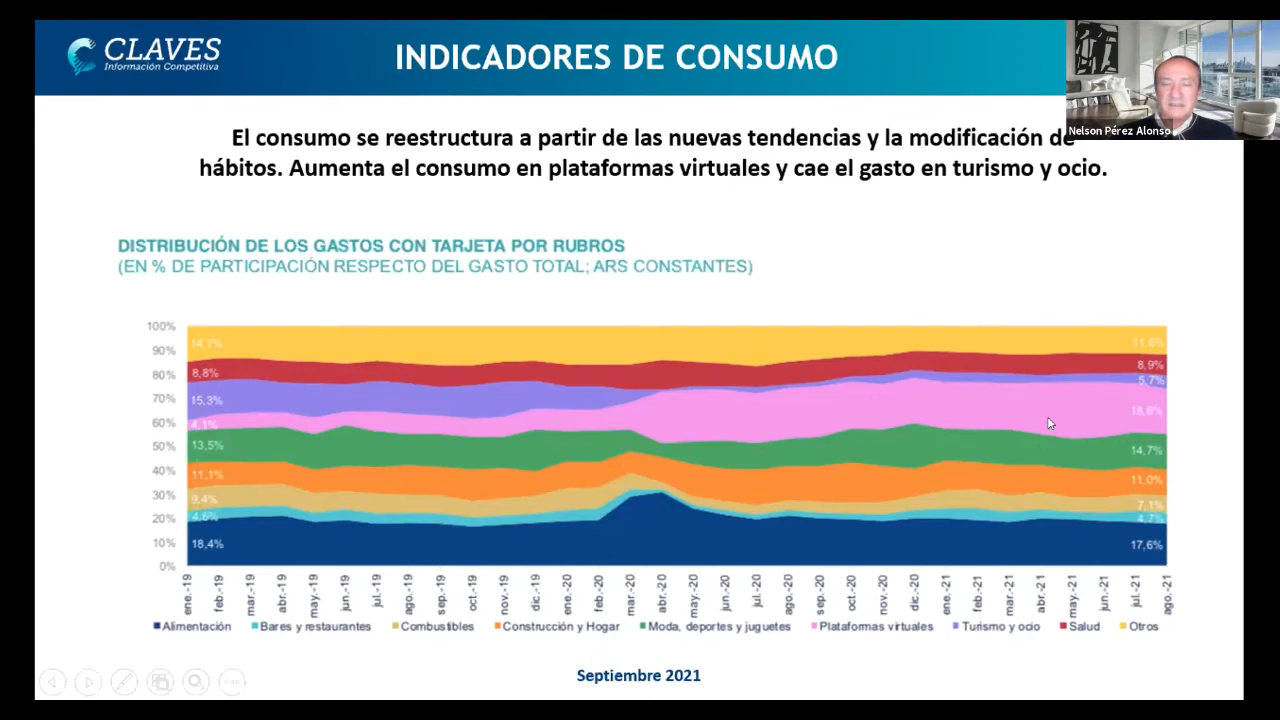 CLAVES
Información Competitiva
INDICADORES DE CONSUMO
Nelson Pérez Alonso
El consumo se reestructura a partir de las nuevas tendencias y la modificación de
hábitos. Aumenta el consumo en plataformas virtuales y cae el gasto en turismo y ocio.
DISTRIBUCIÓN DE LOS GASTOS CON TARJETA POR RUBROS
(EN % DE PARTICIPACIÓN RESPECTO DEL GASTO TOTAL; ARS CONSTANTES)
100%
90%
80%
70%
60%
50%
40%
30%
20%
10%
0%
14,7%
8,8%
15,3%
4,1%
13,5%
11,1%
9,4%
4,6%
18,4%
11,6%
8,9%
5,7%
18,6%
14,7%
11,0%
7,1%
4,7%
17,6%
ene.-19 feb.-19 mar.-19 abr.-19 may.-19 jun.-19 jul.-19 ago.-19 sep.-19 oct.-19 nov.-19 dic.-19 ene.-20 feb.-20 mar.-20 abr.-20 may.-20 jun.-20 jul.-20 ago.-20 sep.-20 oct.-20 nov.-20 dic.-20 ene.-21 feb.-21 mar.-21 abr.-21 may.-21 jun.-21 jul.-21 ago.-21
Alimentación Bares y restaurantes Combustibles Construcción y Hogar Moda, deportes y juguetes Plataformas virtuales Turismo y ocio Salud Otros
Septiembre 2021